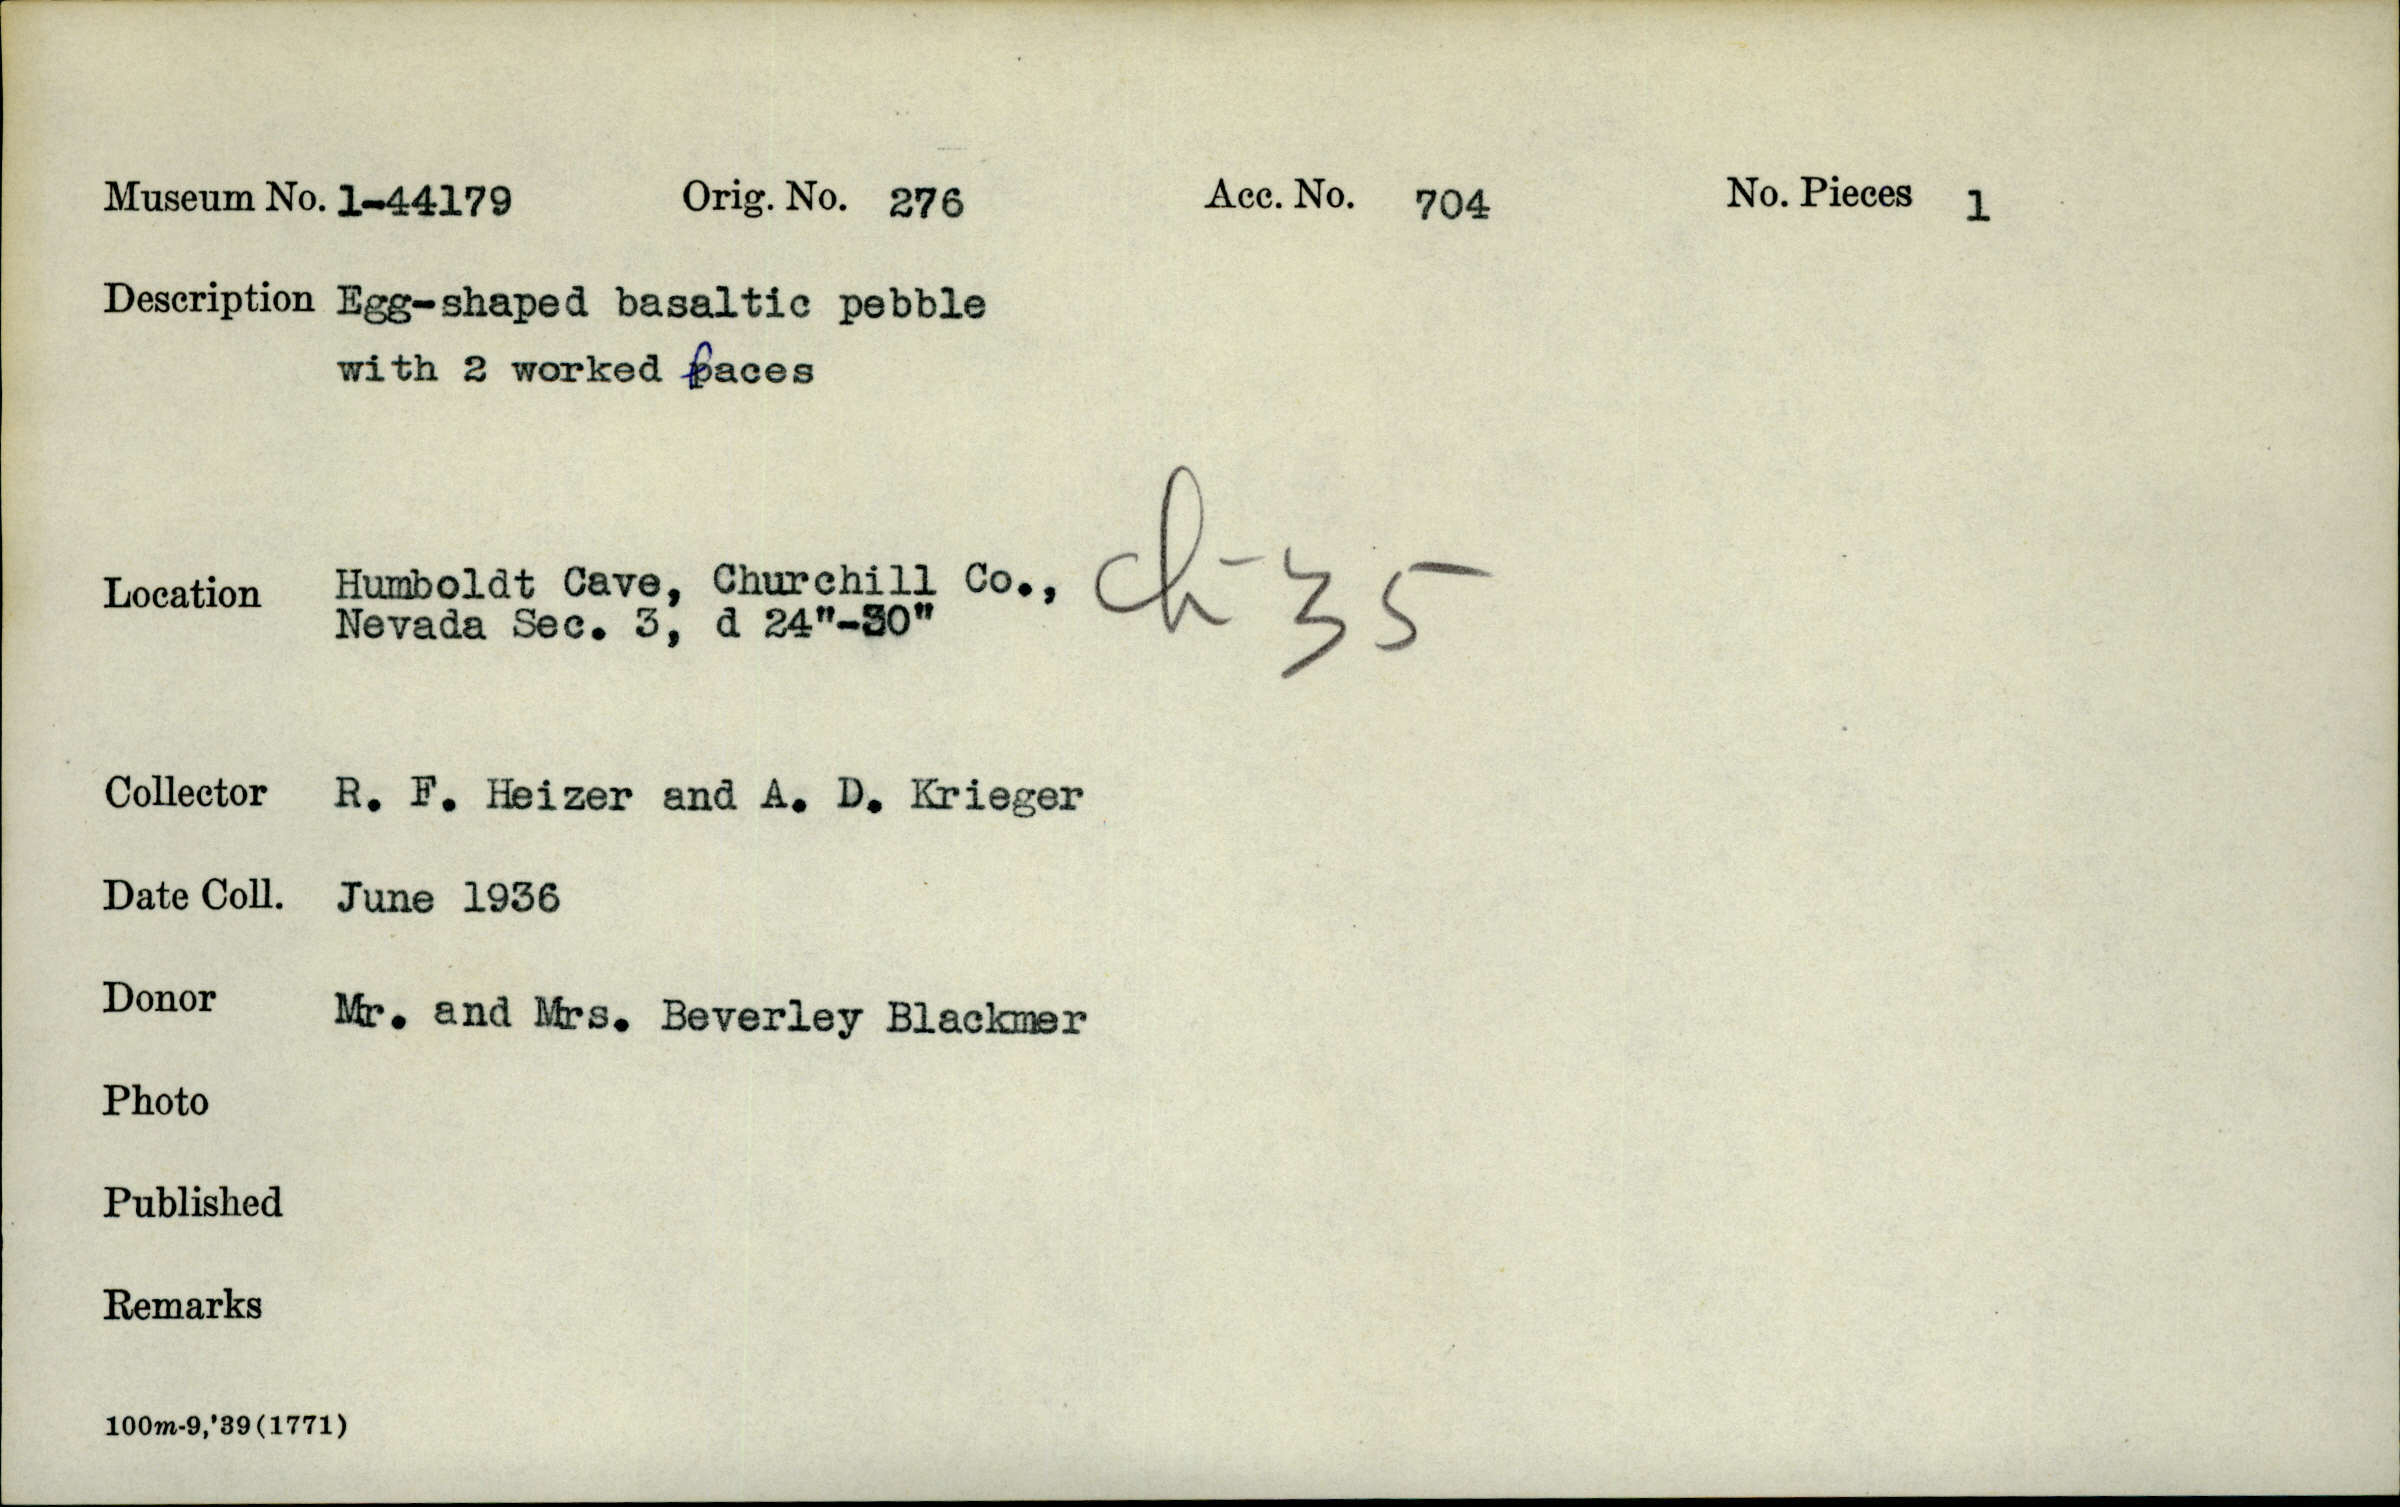 Museum No. 1-44179 Orig. No. 276 Acc. No. 704 No. Pieces 1
Description Egg-shaped basaltic pebble
with 2 worked faces
Location Humboldt Cave, Churchill Co., Ch-35
Nevada Sec. 3, d 24"-30"
Collector R. F. Heizer and A. D. Krieger
Date Coll. June 1936
Donor Mr. and Mrs. Beverley Blackmer
Photo
Published
Remarks
100m-9,'39(1771)